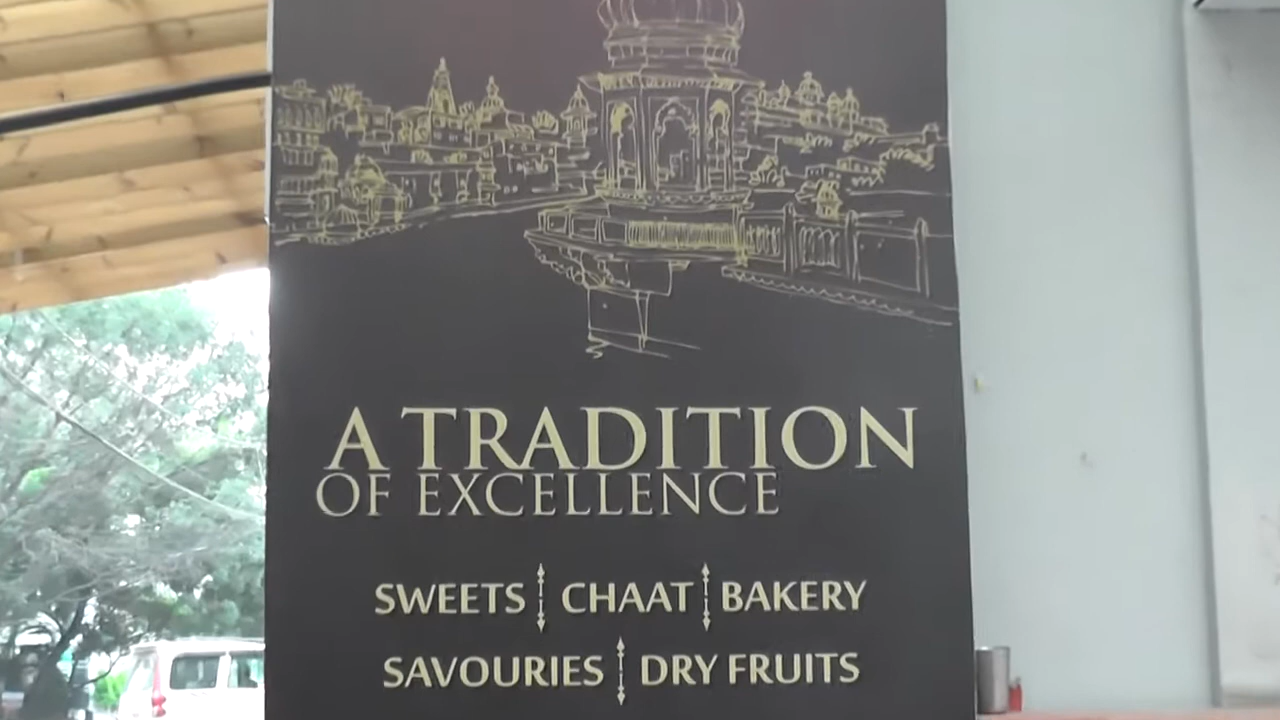 A TRADITION
OF EXCELLENCE
SWEETS CHAAT BAKERY
SAVOURIES DRY FRUITS